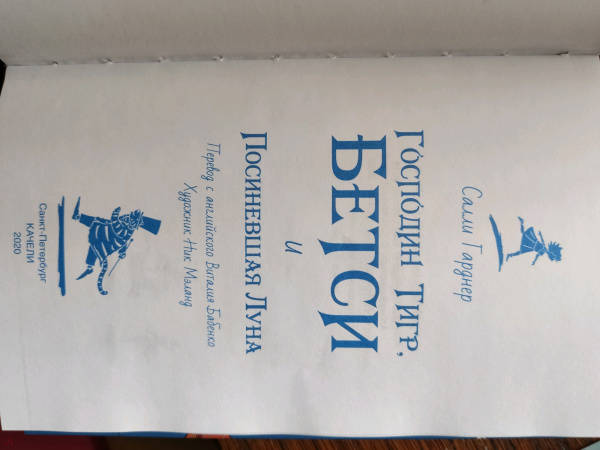 Салли Гарднер
Господин Тигр,
Бетси
и
Посиневшая Луна
Перевод с английского Виталия Бабенко
Художник Ник Мэланд
Санкт-Петербург
КАЧЕЛИ
2020